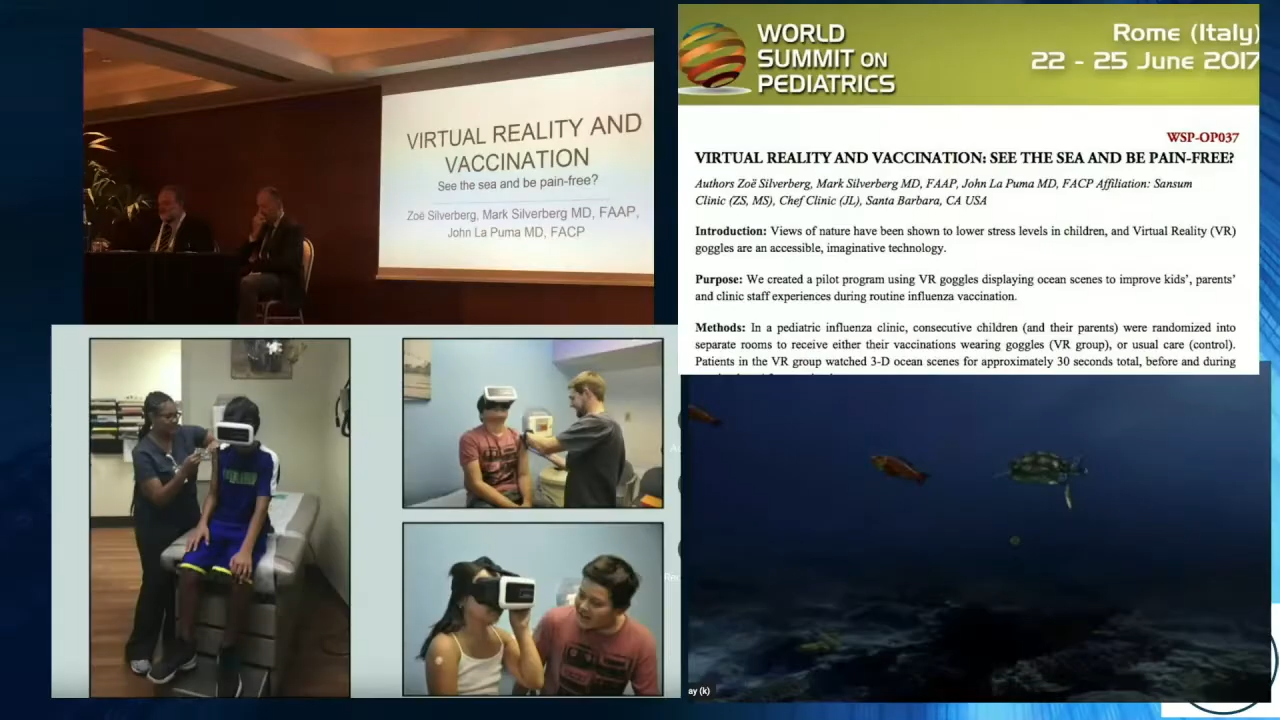 VIRTUAL REALITY AND
VACCINATION
See the sea and be pain-free?
Zoë Silverberg, Mark Silverberg MD, FAAP,
John La Puma MD, FACP
WORLD
SUMMIT ON
PEDIATRICS
Rome (Italy)
22 - 25 June 2017
WSP-OP037
VIRTUAL REALITY AND VACCINATION: SEE THE SEA AND BE PAIN-FREE?
Authors Zoë Silverberg, Mark Silverberg MD, FAAP, John La Puma MD, FACP Affiliation: Sansum
Clinic (ZS, MS), Chef Clinic (JL), Santa Barbara, CA USA
Introduction: Views of nature have been shown to lower stress levels in children, and Virtual Reality (VR)
goggles are an accessible, imaginative technology.
Purpose: We created a pilot program using VR goggles displaying ocean scenes to improve kids', parents'
and clinic staff experiences during routine influenza vaccination.
Methods: In a pediatric influenza clinic, consecutive children (and their parents) were randomized into
separate rooms to receive either their vaccinations wearing goggles (VR group), or usual care (control).
Patients in the VR group watched 3-D ocean scenes for approximately 30 seconds total, before and during
ay (k)